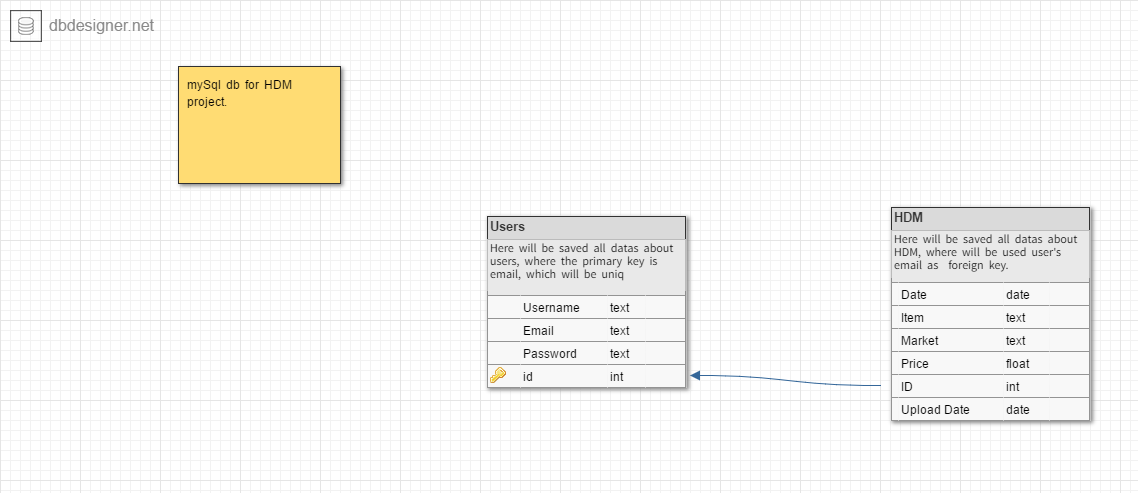 dbdesigner.net
mySql db for HDM
project.
Users
Here will be saved all datas about
users, where the primary key is
email, which will be uniq
Username text
Email text
Password text
id int
HDM
Here will be saved all datas about
HDM, where will be used user's
email as foreign key.
Date date
Item text
Market text
Price float
ID int
Upload Date date